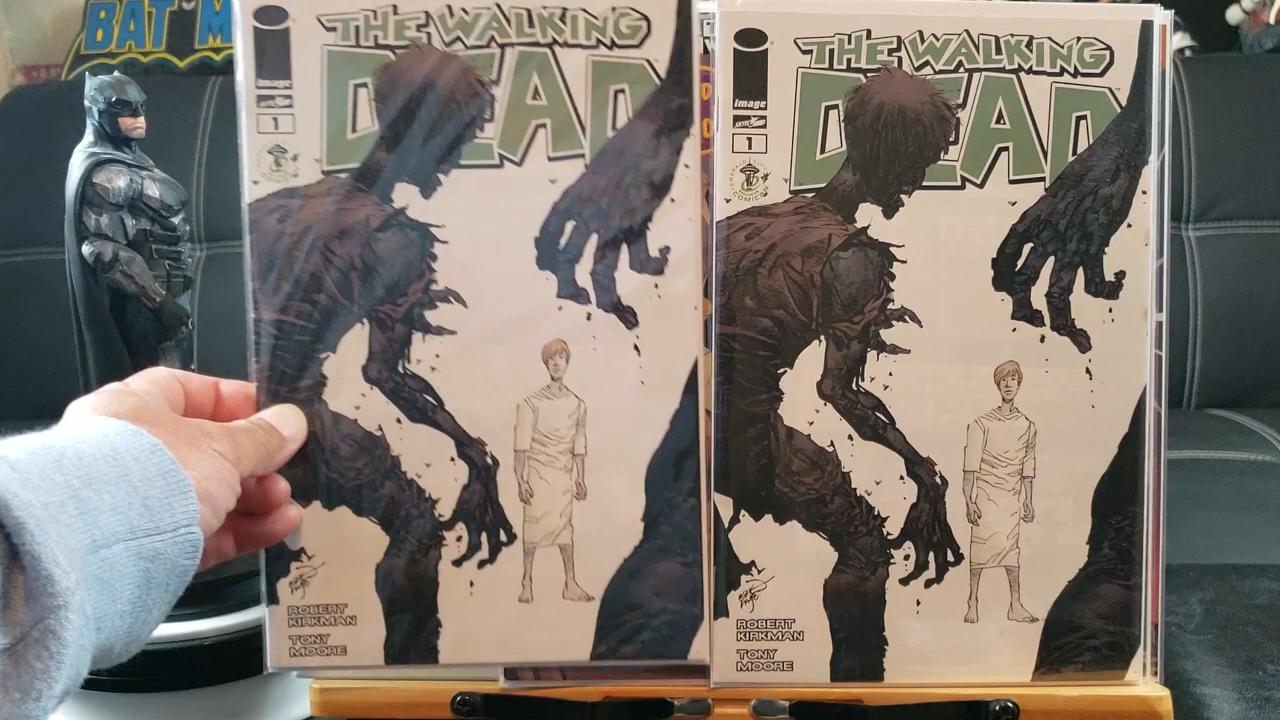 BATM
THE WALKING
DEAD
image
1
ROBERT
KIRKMAN
TONY
MOORE
THE WALKING
DEAD
image
1
COMIC
ROBERT
KIRKMAN
TONY
MOORE